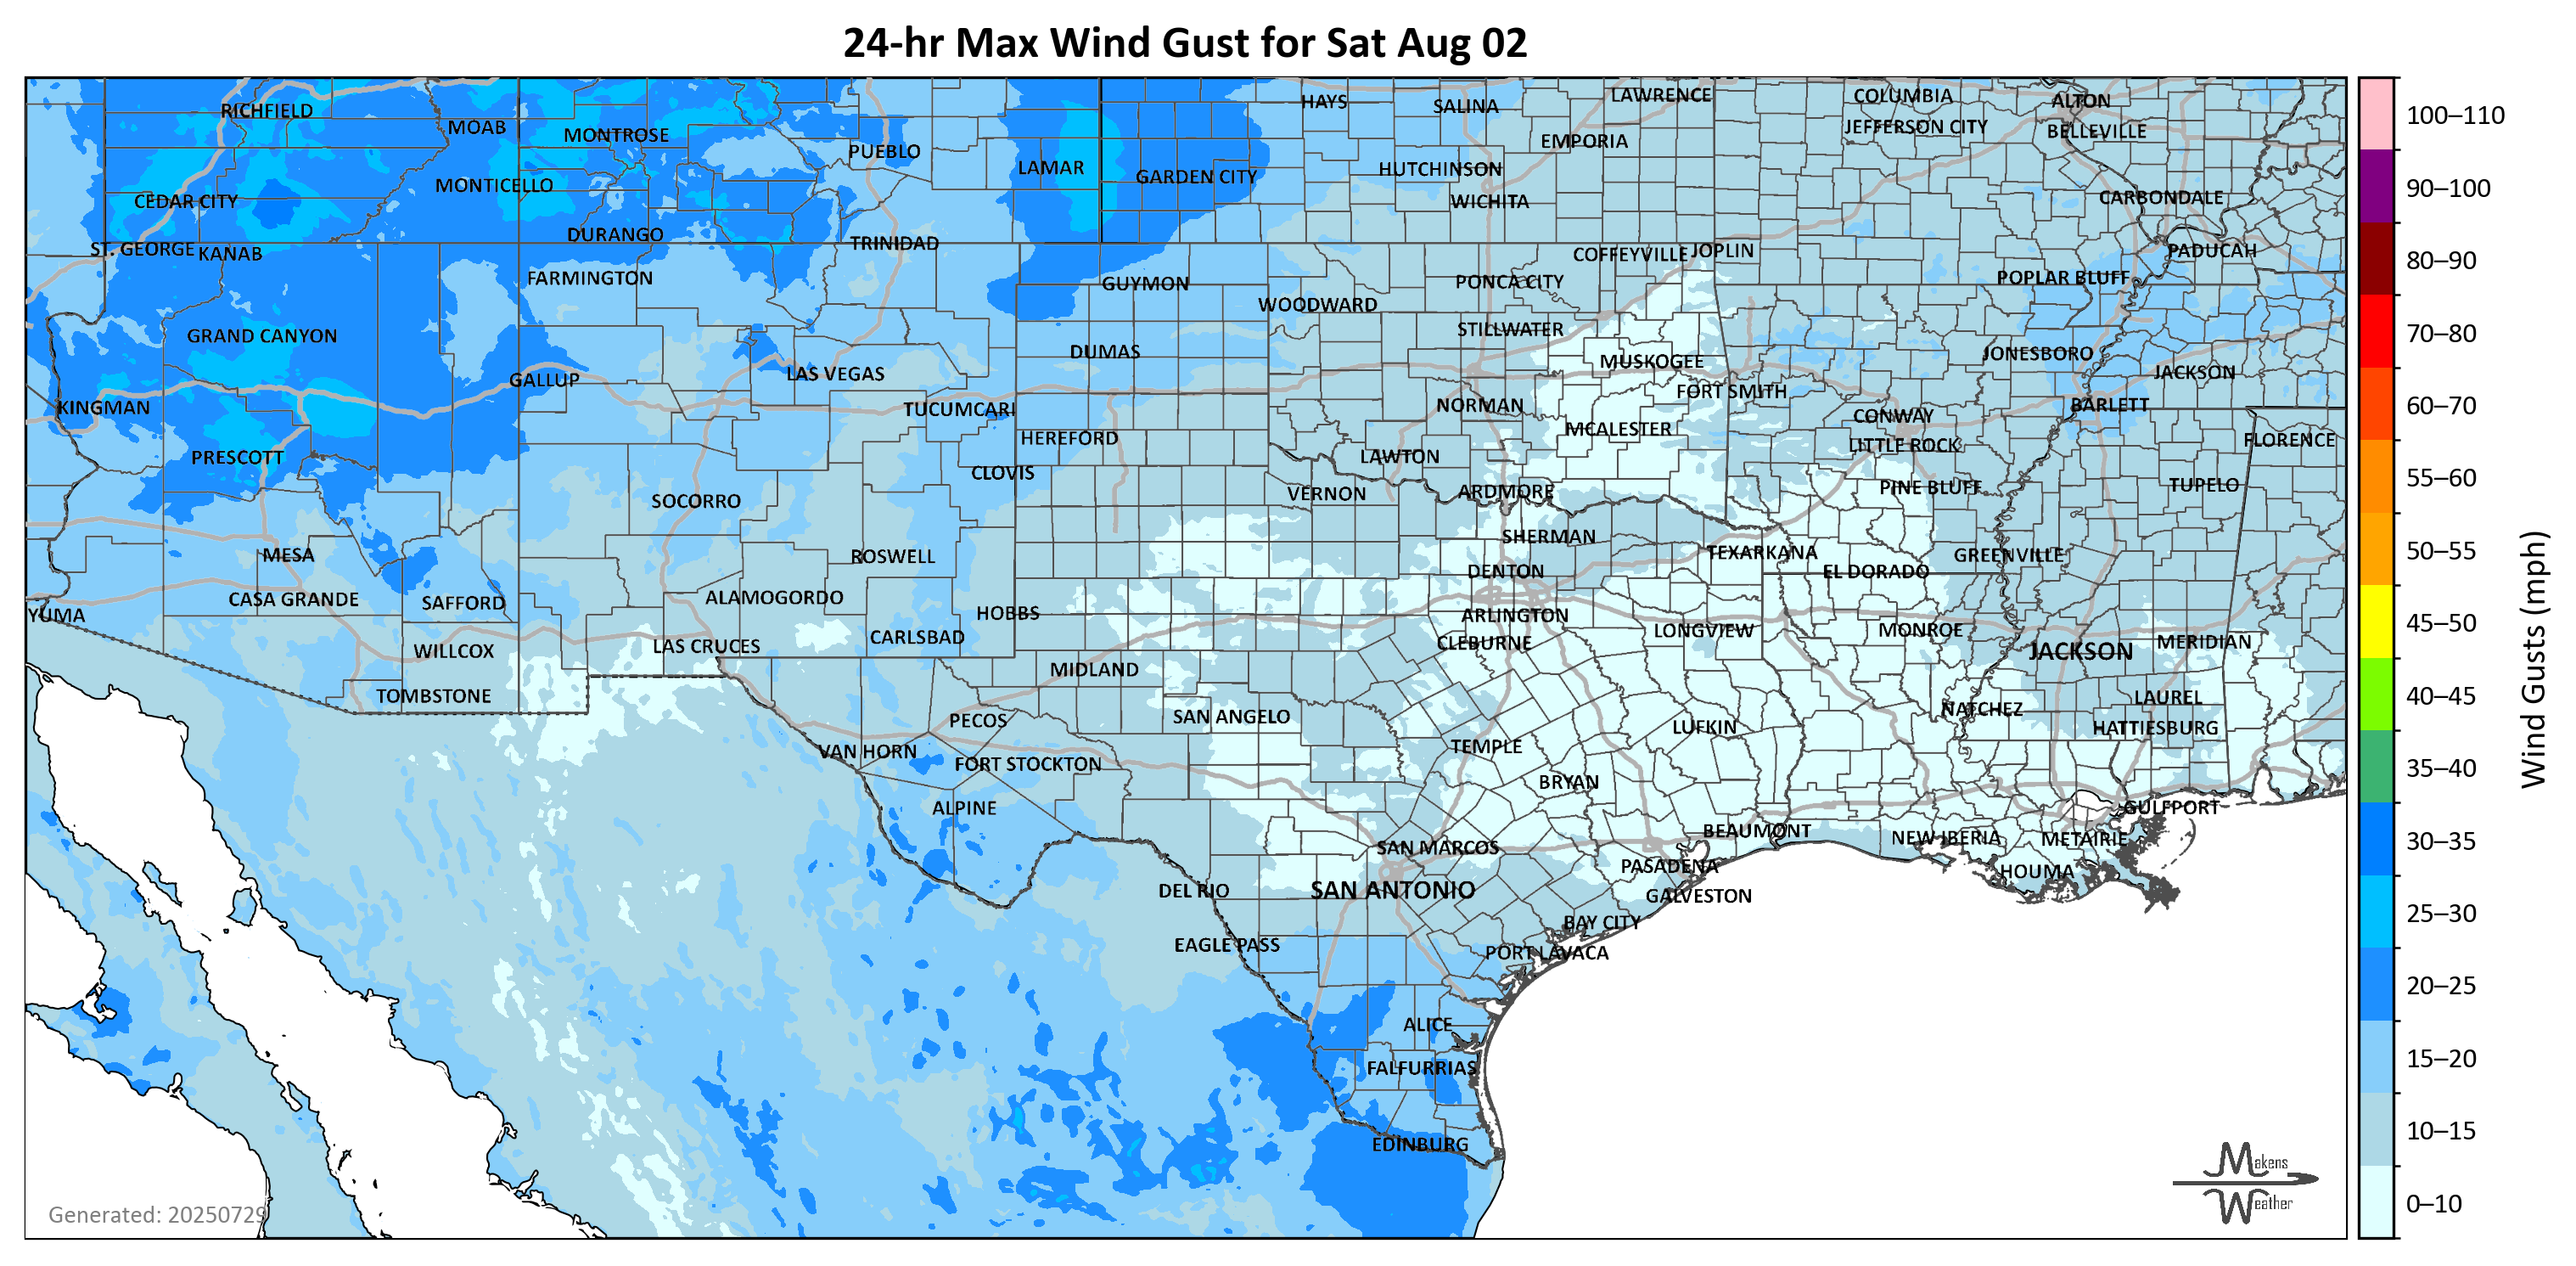 24-hr Max Wind Gust for Sat Aug 02
RICHFIELD
MOAB
MONTROSE
PUEBLO
LAMAR
GARDEN CITY
HAYS
SALINA
LAWRENCE
EMPORIA
HUTCHINSON
WICHITA
COLUMBIA
JEFFERSON CITY
ALTON
BELLEVILLE
CARBONDALE
MONTICELLO
CEDAR CITY
DURANGO
TRINIDAD
ST. GEORGE
KANAB
FARMINGTON
GUYMON
WOODWARD
PONCA CITY
COFFEYVILLE
JOPLIN
POPLAR BLUFF
PADUCAH
GRAND CANYON
DUMAS
STILLWATER
MUSKOGEE
JONESBORO
JACKSON
GALLUP
LAS VEGAS
FORT SMITH
KINGMAN
TUCUMCARI
NORMAN
CONWAY
BARLETT
MCALESTER
HEREFORD
LITTLE ROCK
FLORENCE
PRESCOTT
CLOVIS
LAWTON
SOCORRO
VERNON
ARDMORE
PINE BLUFF
TUPELO
MESA
ROSWELL
SHERMAN
TEXARKANA
GREENVILLE
DENTON
EL DORADO
CASA GRANDE
SAFFORD
ALAMOGORDO
HOBBS
ARLINGTON
YUMA
CARLSBAD
CLEBURNE
LONGVIEW
MONROE
JACKSON
MERIDIAN
WILLCOX
LAS CRUCES
MIDLAND
TOMBSTONE
PECOS
SAN ANGELO
LAUREL
NATCHEZ
HATTIESBURG
VAN HORN
FORT STOCKTON
TEMPLE
LUFKIN
BRYAN
ALPINE
GULFPORT
BEAUMONT
NEW IBERIA
METAIRIE
SAN MARCOS
PASADENA
HOUMA
DEL RIO
SAN ANTONIO
GALVESTON
BAY CITY
EAGLE PASS
PORT LAVACA
ALICE
FALFURRIAS
EDINBURG
Generated: 20250729
Makens
Weather
100–110
90–100
80–90
70–80
60–70
55–60
50–55
45–50
40–45
35–40
30–35
25–30
20–25
15–20
10–15
0–10
Wind Gusts (mph)